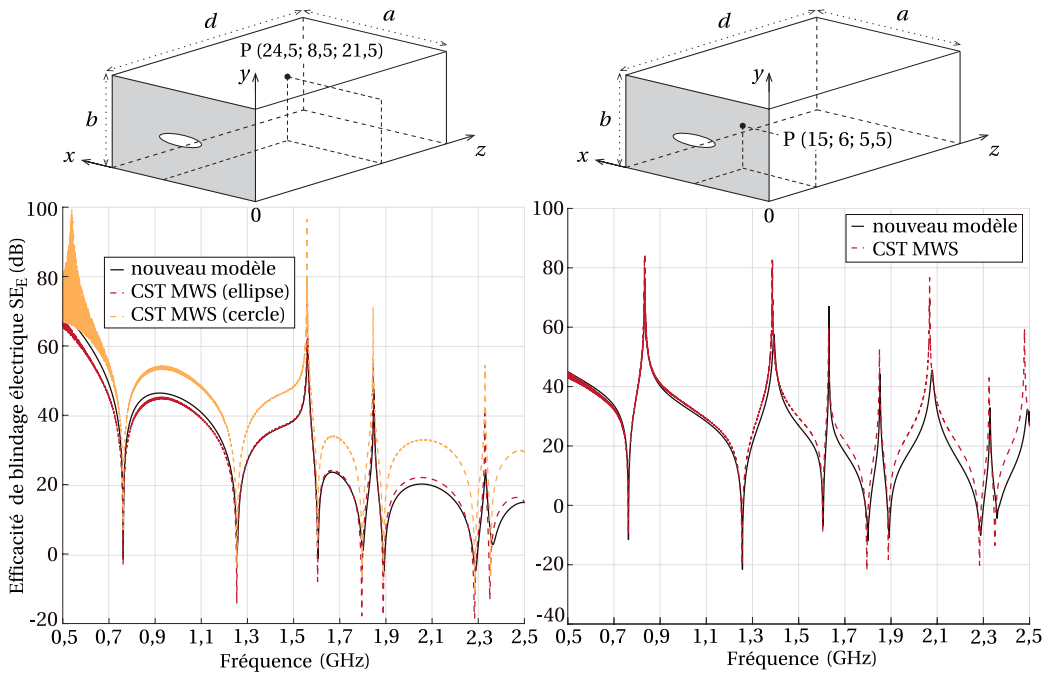 d
a
P (24,5; 8,5; 21,5)
y
b
x
z
0
d
a
y
b
P (15; 6; 5,5)
x
z
0
Efficacité de blindage électrique SE_E (dB)
100
80
60
40
20
0
-20
nouveau modèle
CST MWS (ellipse)
CST MWS (cercle)
0,5 0,7 0,9 1,1 1,3 1,5 1,7 1,9 2,1 2,3 2,5
Fréquence (GHz)
100
80
60
40
20
0
-20
-40
nouveau modèle
CST MWS
0,5 0,7 0,9 1,1 1,3 1,5 1,7 1,9 2,1 2,3 2,5
Fréquence (GHz)